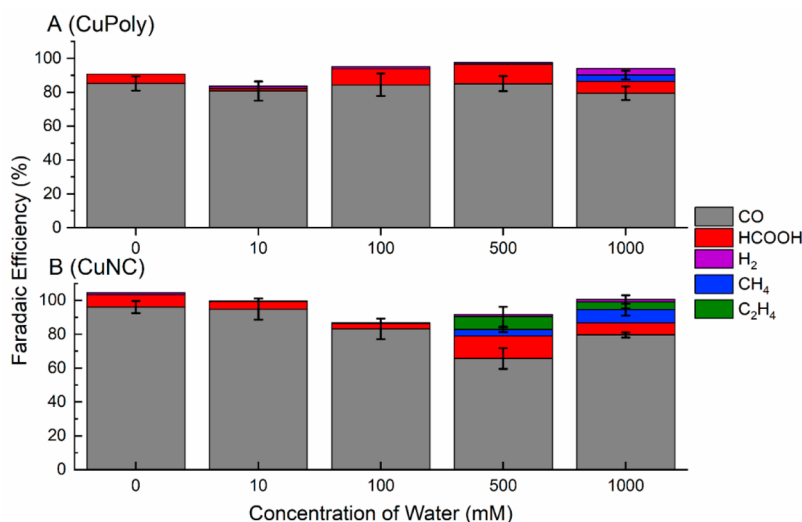 A (CuPoly)
100
80
60
40
20
0
0 10 100 500 1000
B (CuNC)
100
80
60
40
20
0
0 10 100 500 1000
Faradaic Efficiency (%)
Concentration of Water (mM)
CO
HCOOH
H₂
CH₄
C₂H₄